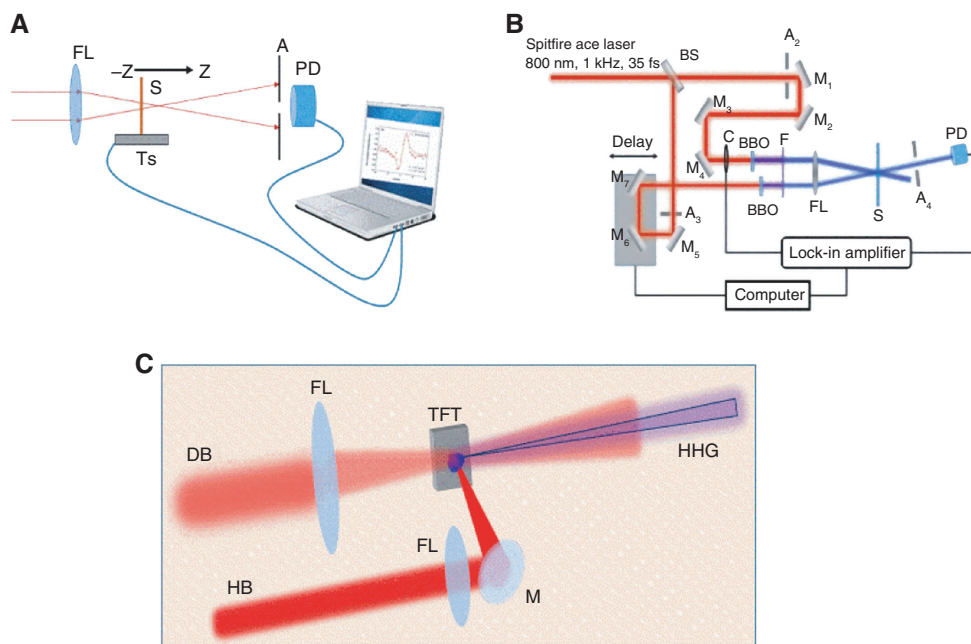 A
FL
–Z
Z
S
A
PD
Ts
B
Spitfire ace laser
800 nm, 1 kHz, 35 fs
BS
A2
M1
M3
M2
Delay
C
BBO
F
PD
M4
M7
BBO
FL
S
A4
A3
M6
M5
Lock-in amplifier
Computer
C
FL
TFT
DB
HHG
FL
HB
M